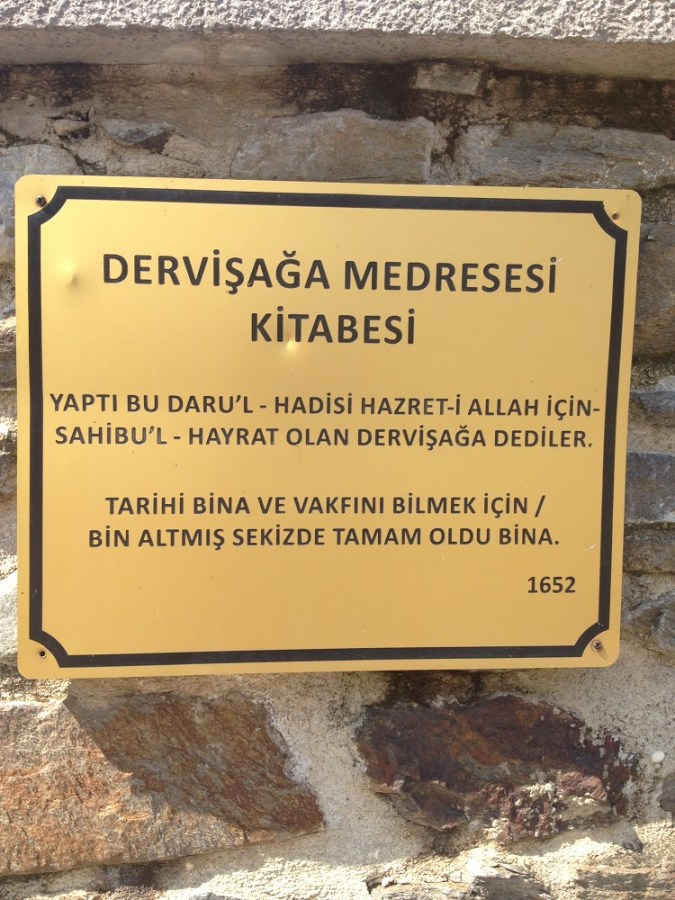 DERVİŞAĞA MEDRESESİ
KİTABESİ
YAPTI BU DARU'L - HADİSİ HAZRET-İ ALLAH İÇİN-
SAHİBU'L - HAYRAT OLAN DERVİŞAĞA DEDİLER.
TARİHİ BİNA VE VAKFINI BİLMEK İÇİN /
BİN ALTMIŞ SEKİZDE TAMAM OLDU BİNA.
1652